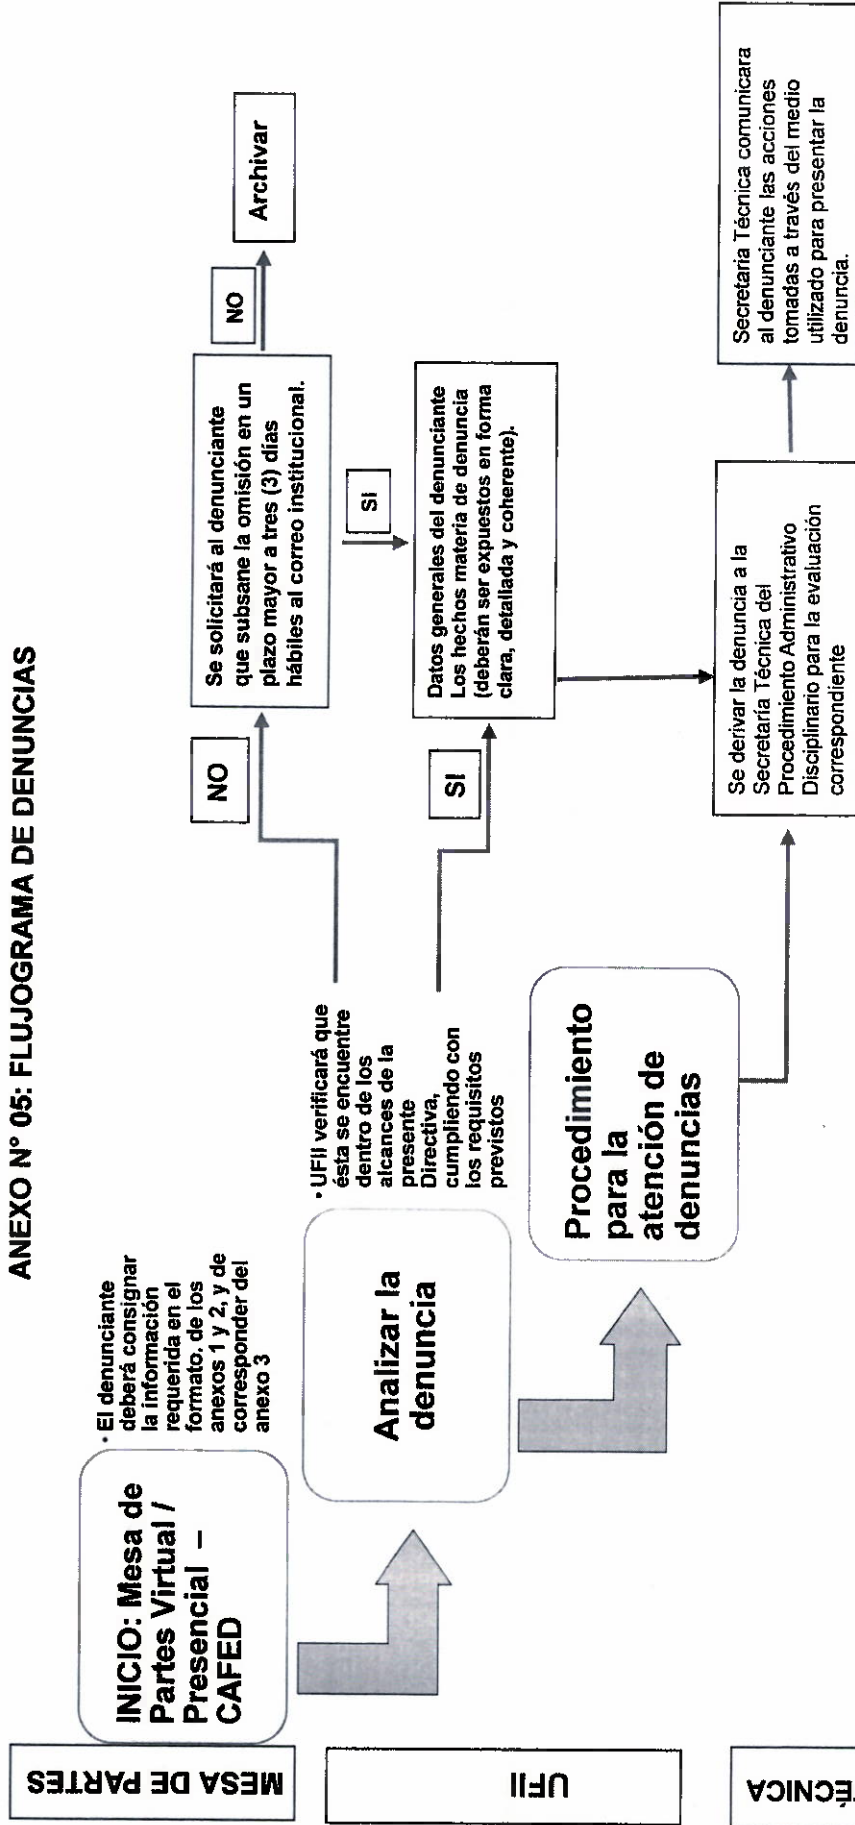 ANEXO N° 05: FLUJOGRAMA DE DENUNCIAS
MESA DE PARTES
INICIO: Mesa de
Partes Virtual /
Presencial –
CAFED
• El denunciante
deberá consignar
la información
requerida en el
formato, de los
anexos 1 y 2, y de
corresponder del
anexo 3
UFII
Analizar la
denuncia
• UFII verificará que
ésta se encuentre
dentro de los
alcances de la
presente
Directiva,
cumpliendo con
los requisitos
previstos
NO
Se solicitará al denunciante
que subsane la omisión en un
plazo mayor a tres (3) días
hábiles al correo institucional.
NO
Archivar
SI
SI
Datos generales del denunciante
Los hechos materia de denuncia
(deberán ser expuestos en forma
clara, detallada y coherente).
TÉCNICA
Procedimiento
para la
atención de
denuncias
Se derivar la denuncia a la
Secretaría Técnica del
Procedimiento Administrativo
Disciplinario para la evaluación
correspondiente
Secretaria Técnica comunicara
al denunciante las acciones
tomadas a través del medio
utilizado para presentar la
denuncia.